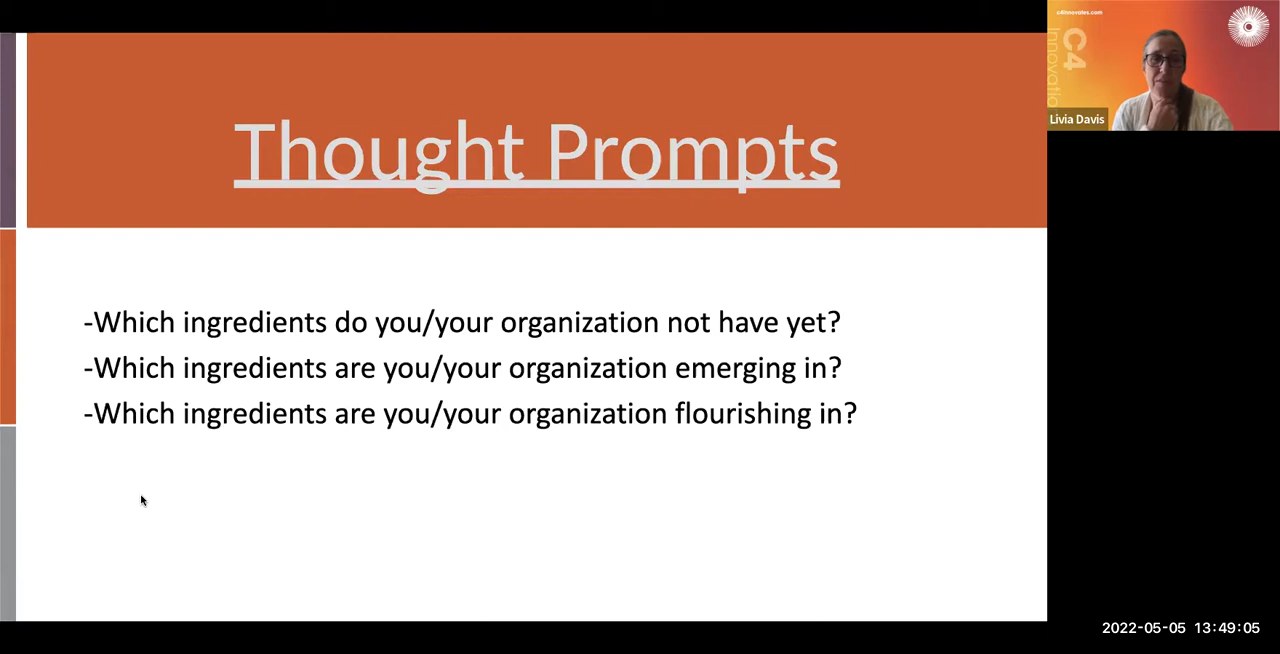 Thought Prompts
-Which ingredients do you/your organization not have yet?
-Which ingredients are you/your organization emerging in?
-Which ingredients are you/your organization flourishing in?
c4innovates.com
C4
Innovatio
Livia Davis
2022-05-05 13:49:05